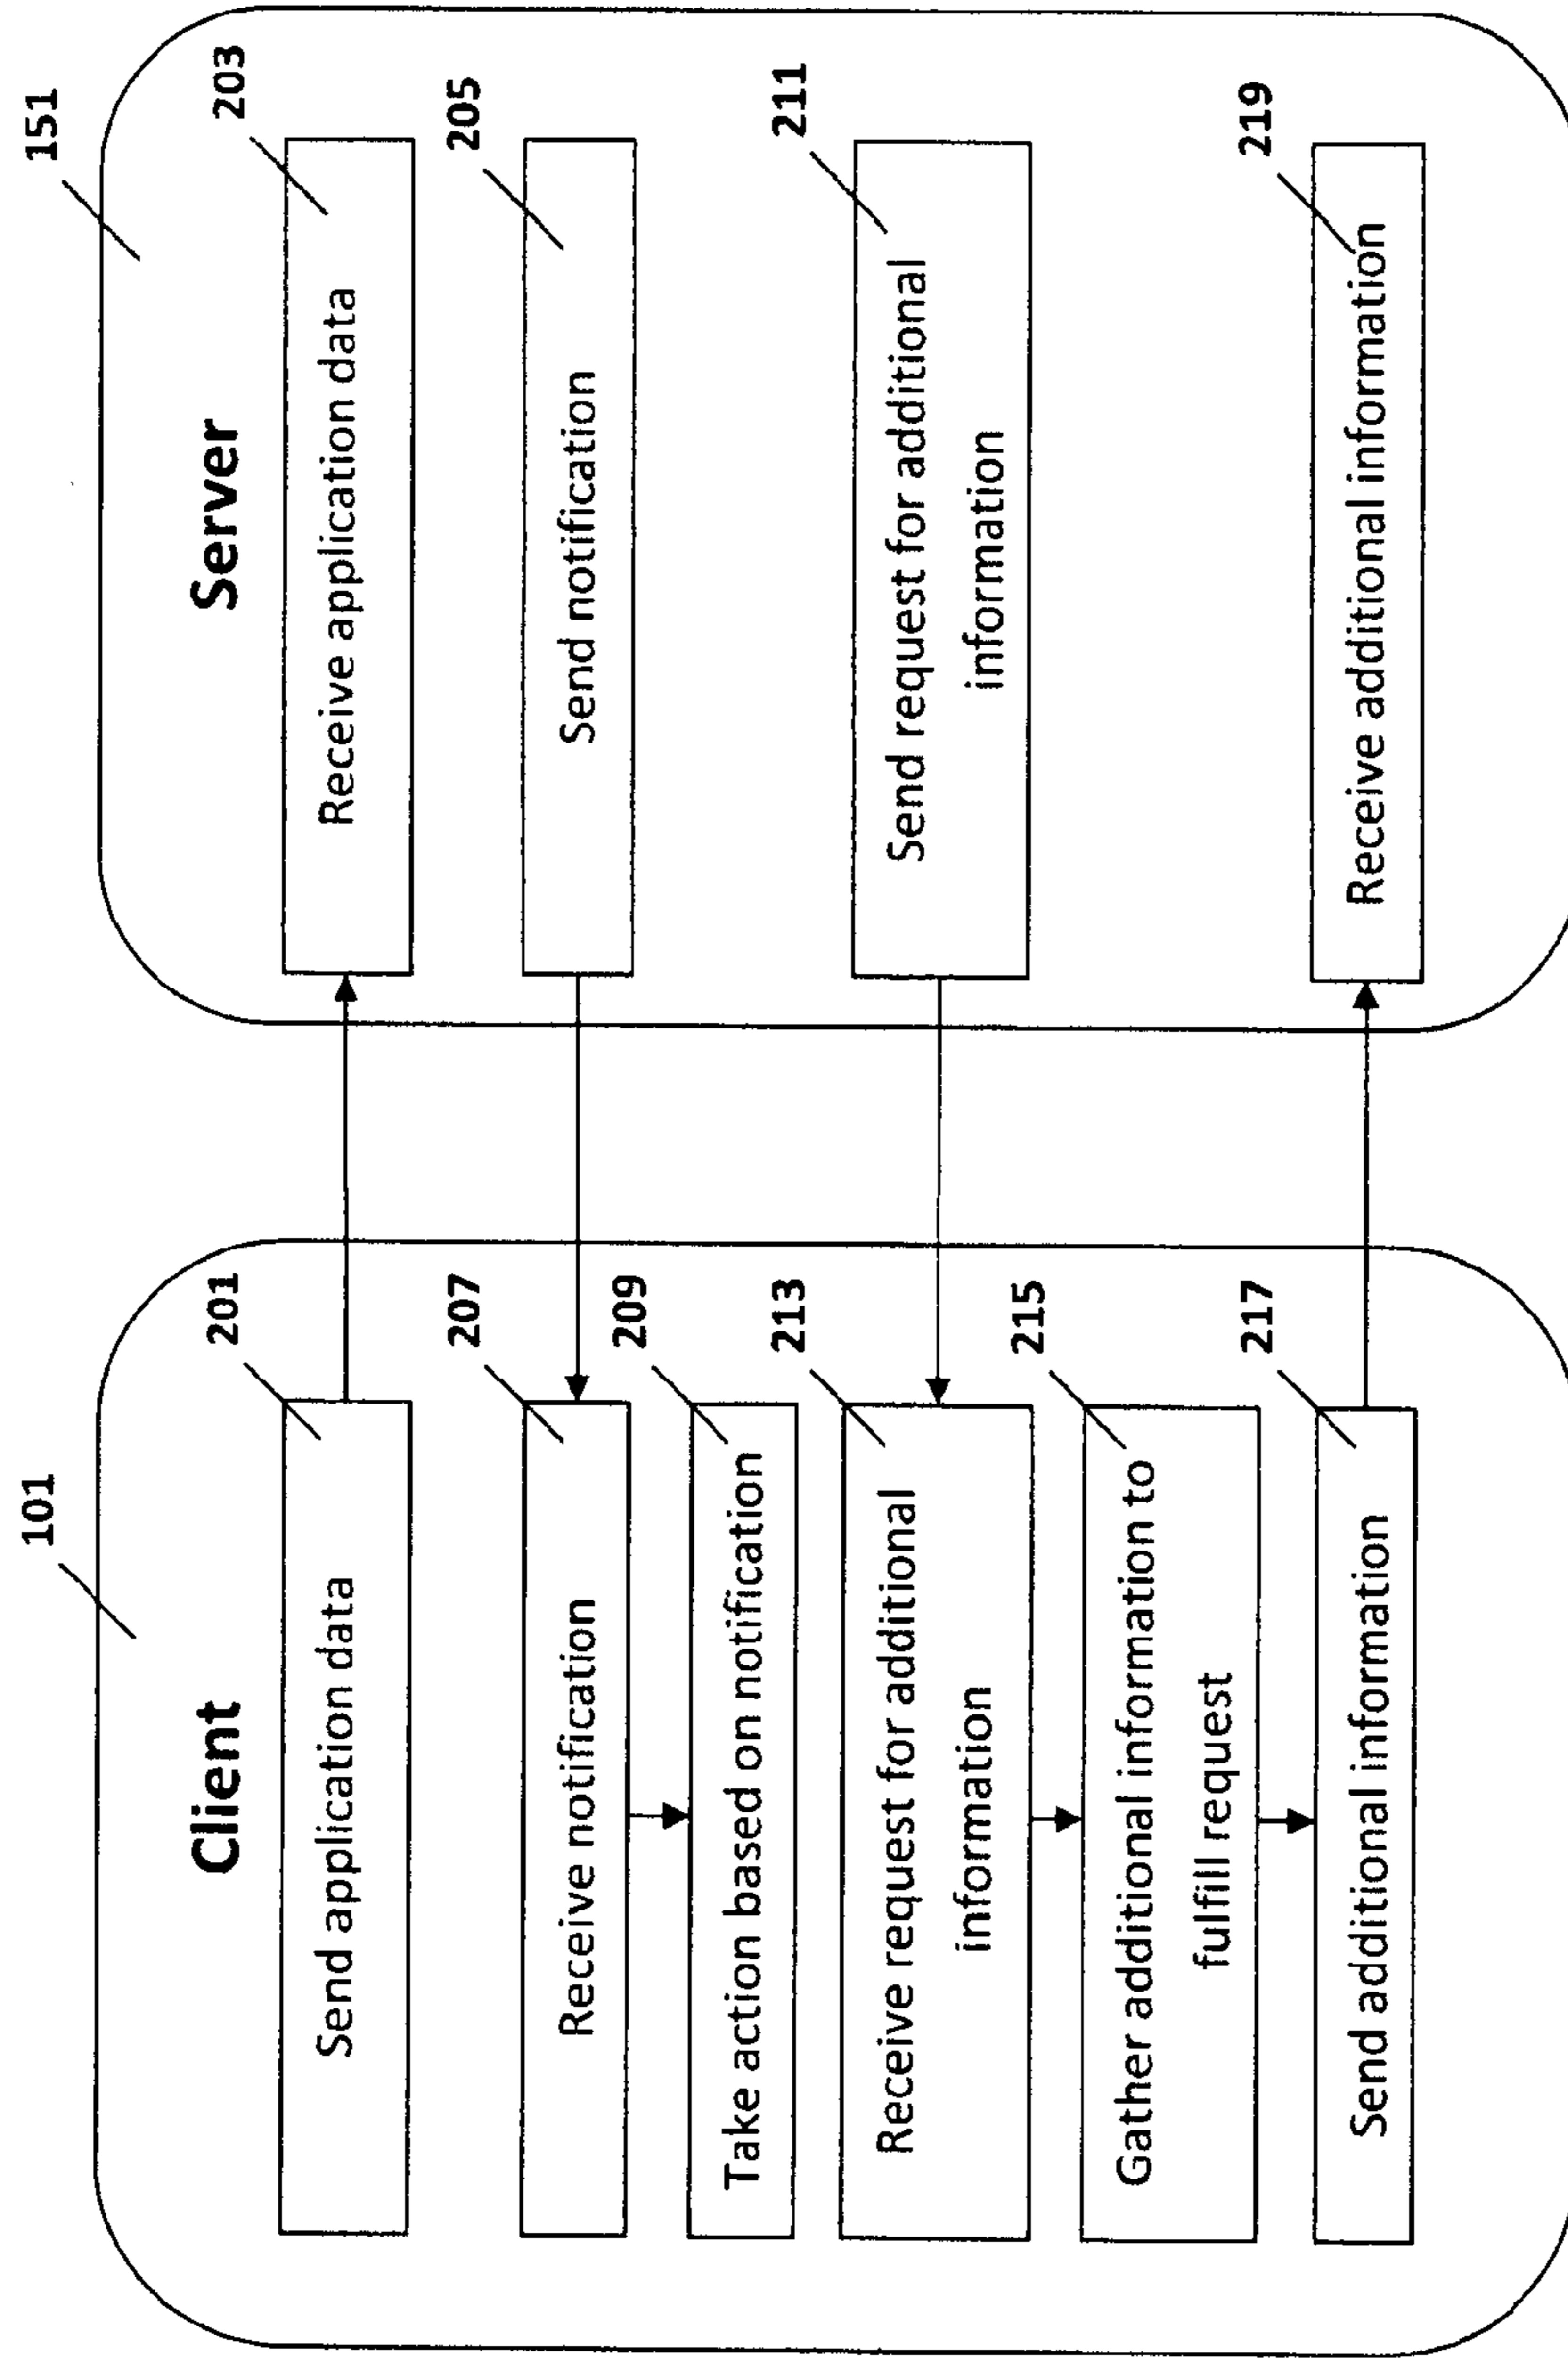 101
Client
201
Send application data
207
Receive notification
209
Take action based on notification
213
Receive request for additional
information
215
Gather additional information to
fulfill request
217
Send additional information
151
Server
203
Receive application data
205
Send notification
211
Send request for additional
information
219
Receive additional information